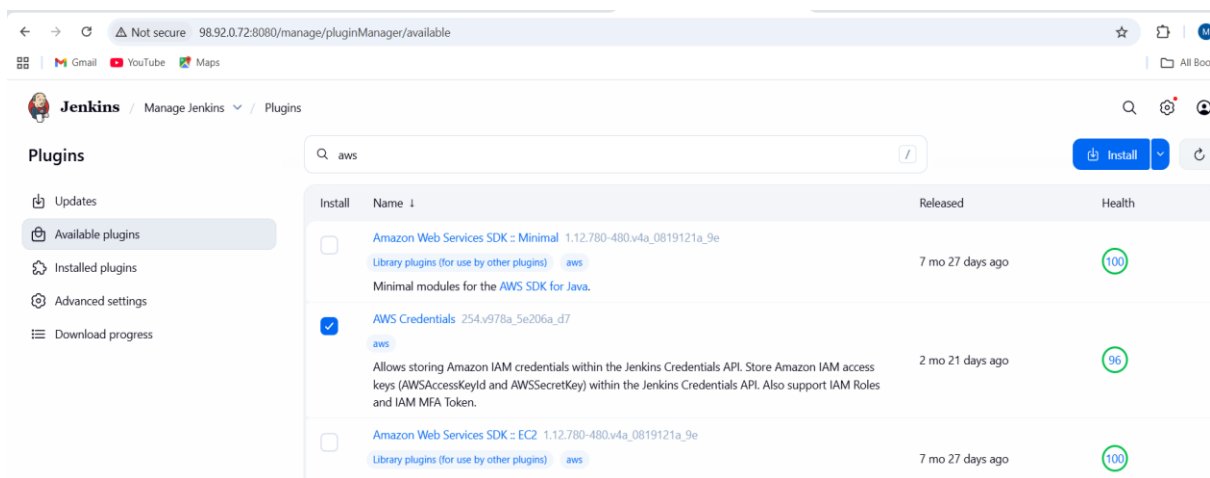 Not secure 98.92.0.72:8080/manage/pluginManager/available
Gmail YouTube Maps All Boo
Jenkins / Manage Jenkins / Plugins
Plugins
aws /
Install
Updates
Available plugins
Installed plugins
Advanced settings
Download progress
Install Name ↓ Released Health
Amazon Web Services SDK :: Minimal 1.12.780-480.v4a_0819121a_9e
Library plugins (for use by other plugins) aws
Minimal modules for the AWS SDK for Java.
7 mo 27 days ago
100
AWS Credentials 254.v978a_5e206a_d7
aws
Allows storing Amazon IAM credentials within the Jenkins Credentials API. Store Amazon IAM access
keys (AWSAccessKeyId and AWSSecretKey) within the Jenkins Credentials API. Also support IAM Roles
and IAM MFA Token.
2 mo 21 days ago
96
Amazon Web Services SDK :: EC2 1.12.780-480.v4a_0819121a_9e
Library plugins (for use by other plugins) aws
7 mo 27 days ago
100